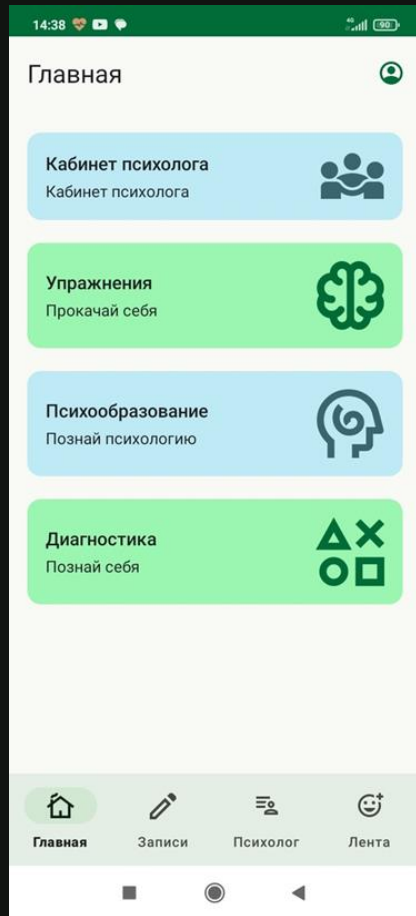 14:38
4G
90
Главная
Кабинет психолога
Кабинет психолога
Упражнения
Прокачай себя
Психообразование
Познай психологию
Диагностика
Познай себя
Главная
Записи
Психолог
Лента